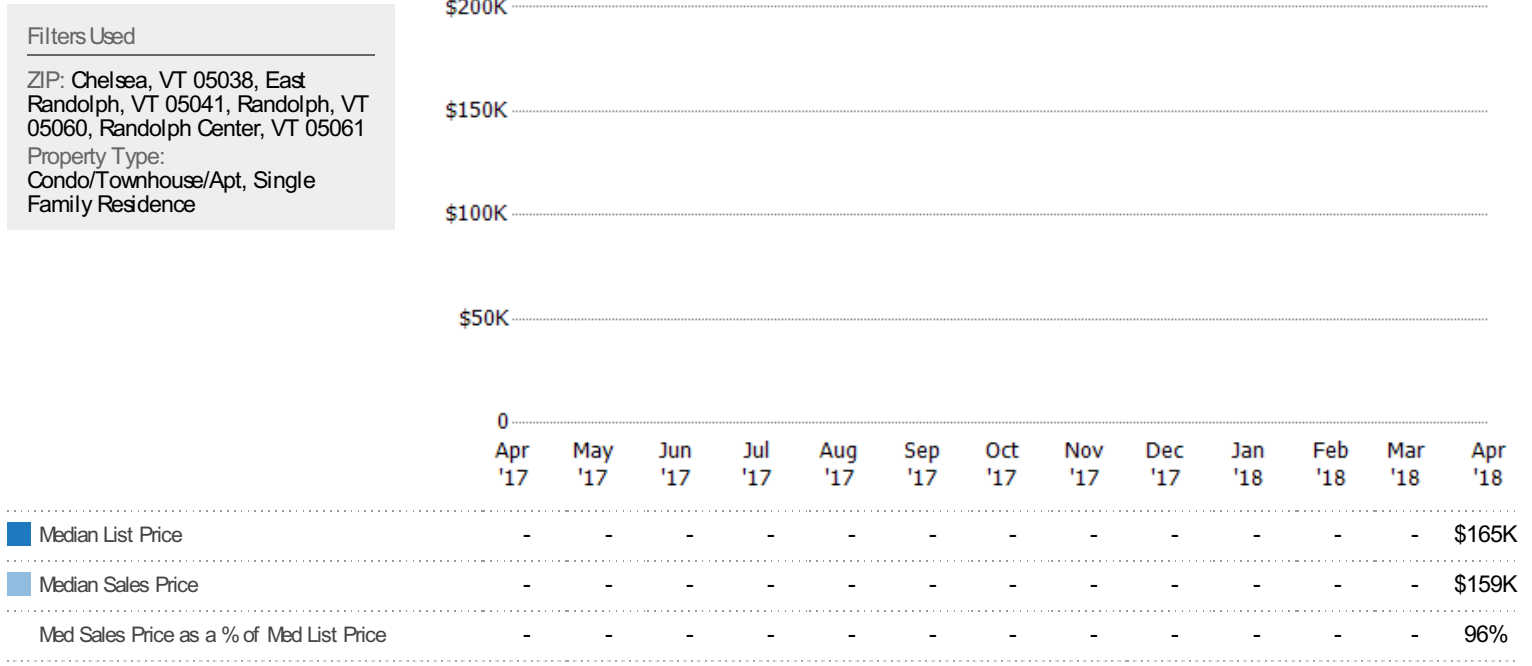 Filters Used
ZIP: Chelsea, VT 05038, East
Randolph, VT 05041, Randolph, VT
05060, Randolph Center, VT 05061
Property Type:
Condo/Townhouse/Apt, Single
Family Residence
$200K
$150K
$100K
$50K
0
Apr May Jun Jul Aug Sep Oct Nov Dec Jan Feb Mar Apr
'17 '17 '17 '17 '17 '17 '17 '17 '17 '18 '18 '18 '18
Median List Price - - - - - - - - - - - - $165K
Median Sales Price - - - - - - - - - - - - $159K
Med Sales Price as a % of Med List Price - - - - - - - - - - - - 96%